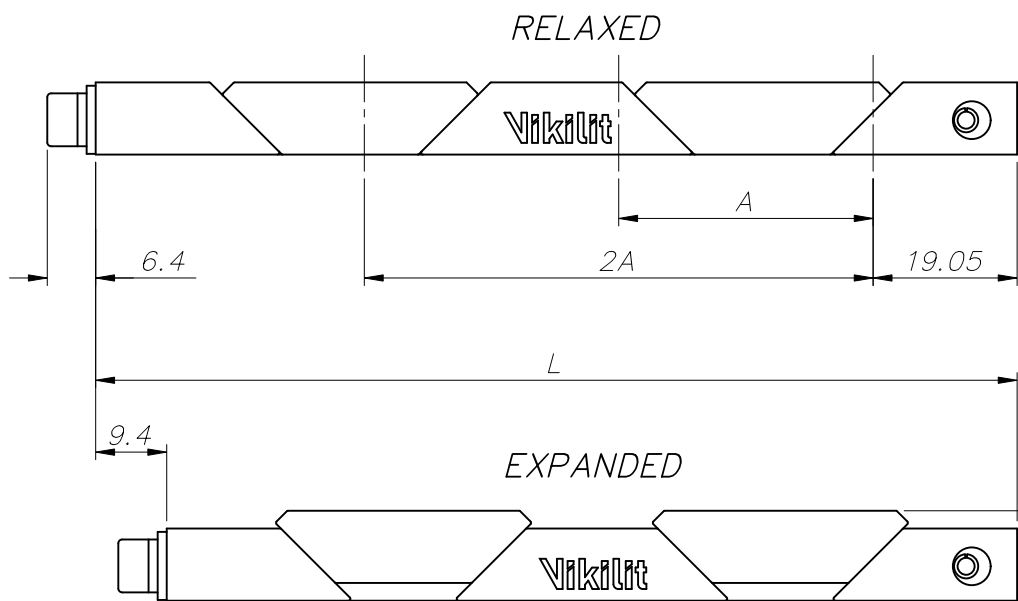 RELAXED
Vikilit
A
6.4
2A
19.05
L
9.4
EXPANDED
Vikilit